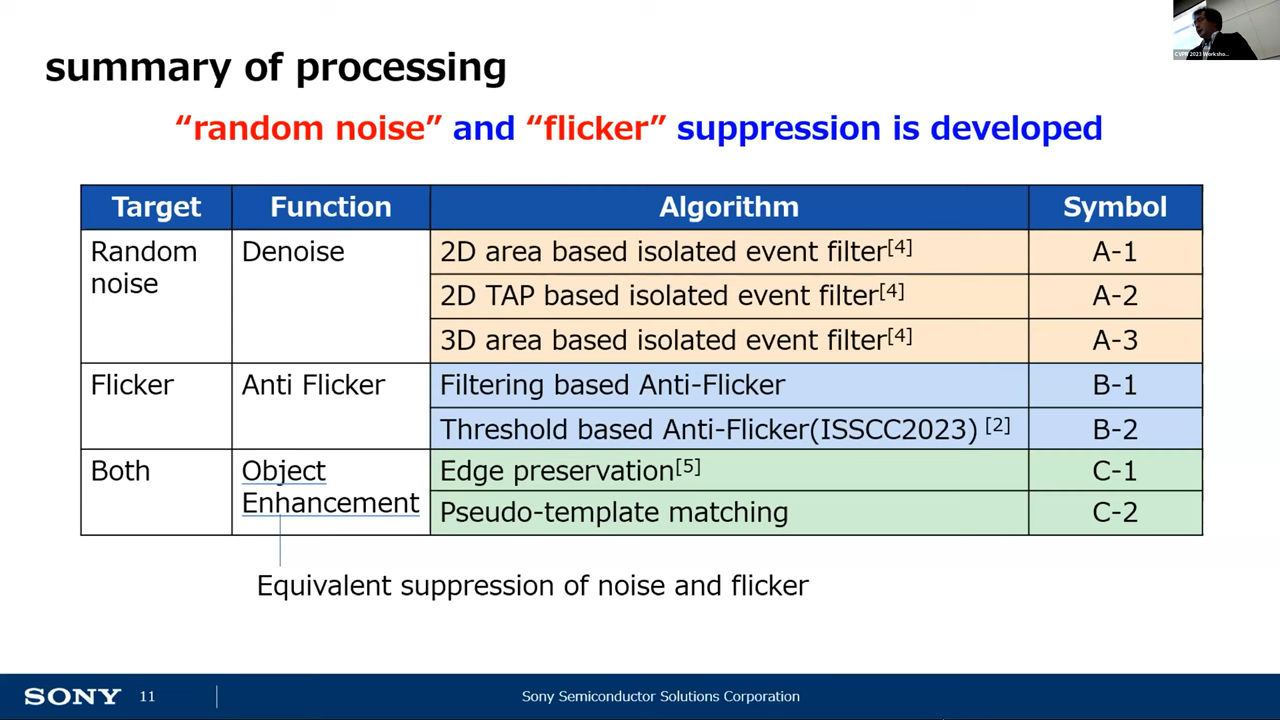 CVPR 2023 Worksho...
summary of processing
“random noise” and “flicker” suppression is developed
Target Function Algorithm Symbol
Random noise Denoise 2D area based isolated event filter[4] A-1
2D TAP based isolated event filter[4] A-2
3D area based isolated event filter[4] A-3
Flicker Anti Flicker Filtering based Anti-Flicker B-1
Threshold based Anti-Flicker(ISSCC2023) [2] B-2
Both Object Enhancement Edge preservation[5] C-1
Pseudo-template matching C-2
Equivalent suppression of noise and flicker
SONY 11 Sony Semiconductor Solutions Corporation